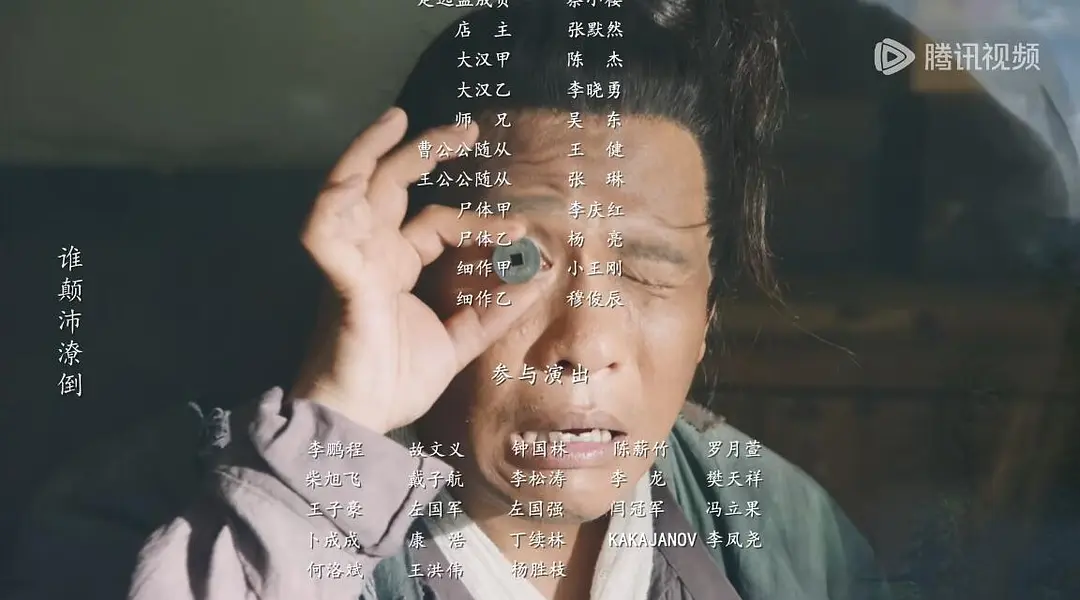 腾讯视频
店 主 张默然
大汉甲 陈 杰
大汉乙 李晓勇
师 兄 吴 东
曹公公随从 王 健
王公公随从 张 琳
尸体甲 李庆红
尸体乙 杨 亮
细作甲 小王刚
细作乙 穆俊辰
谁颠沛潦倒
参与演出
李鹏程 故文义 钟国林 陈薪竹 罗月萱
柴旭飞 戴子航 李松涛 李 龙 樊天祥
王子豪 左国军 左国强 闫冠军 冯立果
卜成成 康 浩 丁续林 KAKAJANOV 李凤尧
何洛斌 王洪伟 杨胜枝